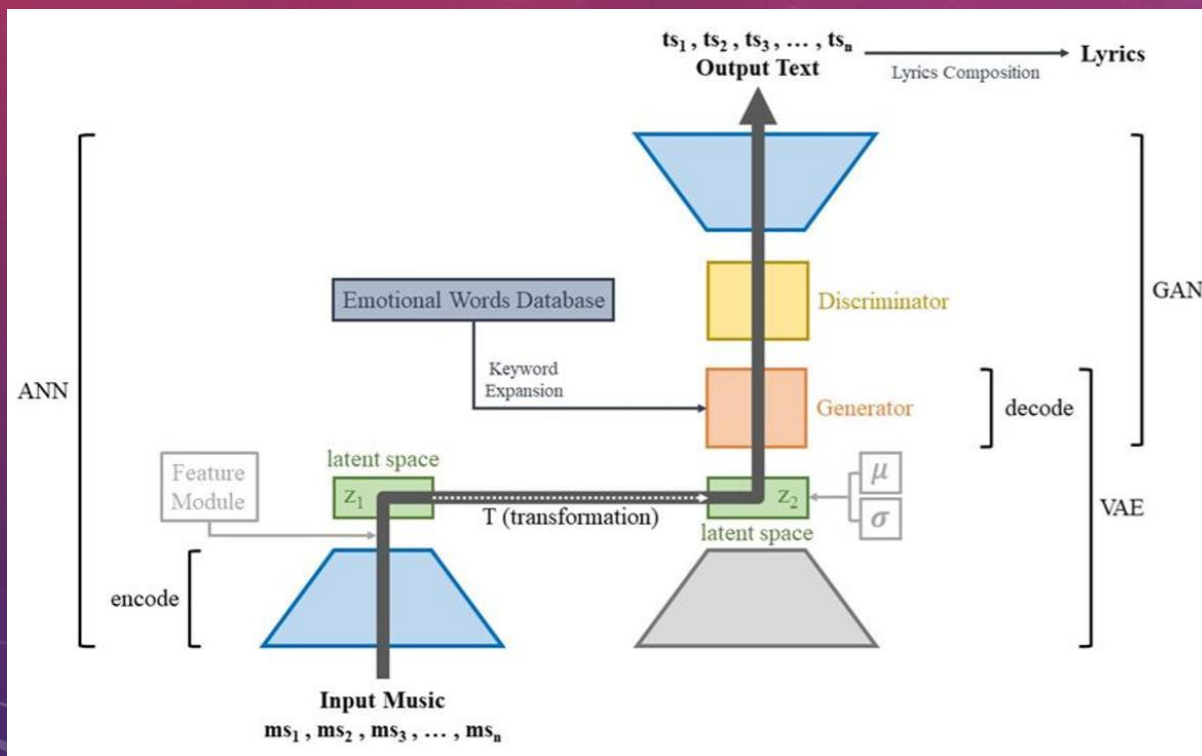 ts₁ , ts₂ , ts₃ , … , tsₙ
Output Text
Lyrics Composition
Lyrics
Emotional Words Database
Keyword
Expansion
Discriminator
Generator
GAN
decode
ANN
Feature
Module
latent space
Z₁
T (transformation)
Z₂
latent space
μ
σ
VAE
encode
Input Music
ms₁ , ms₂ , ms₃ , … , msₙ